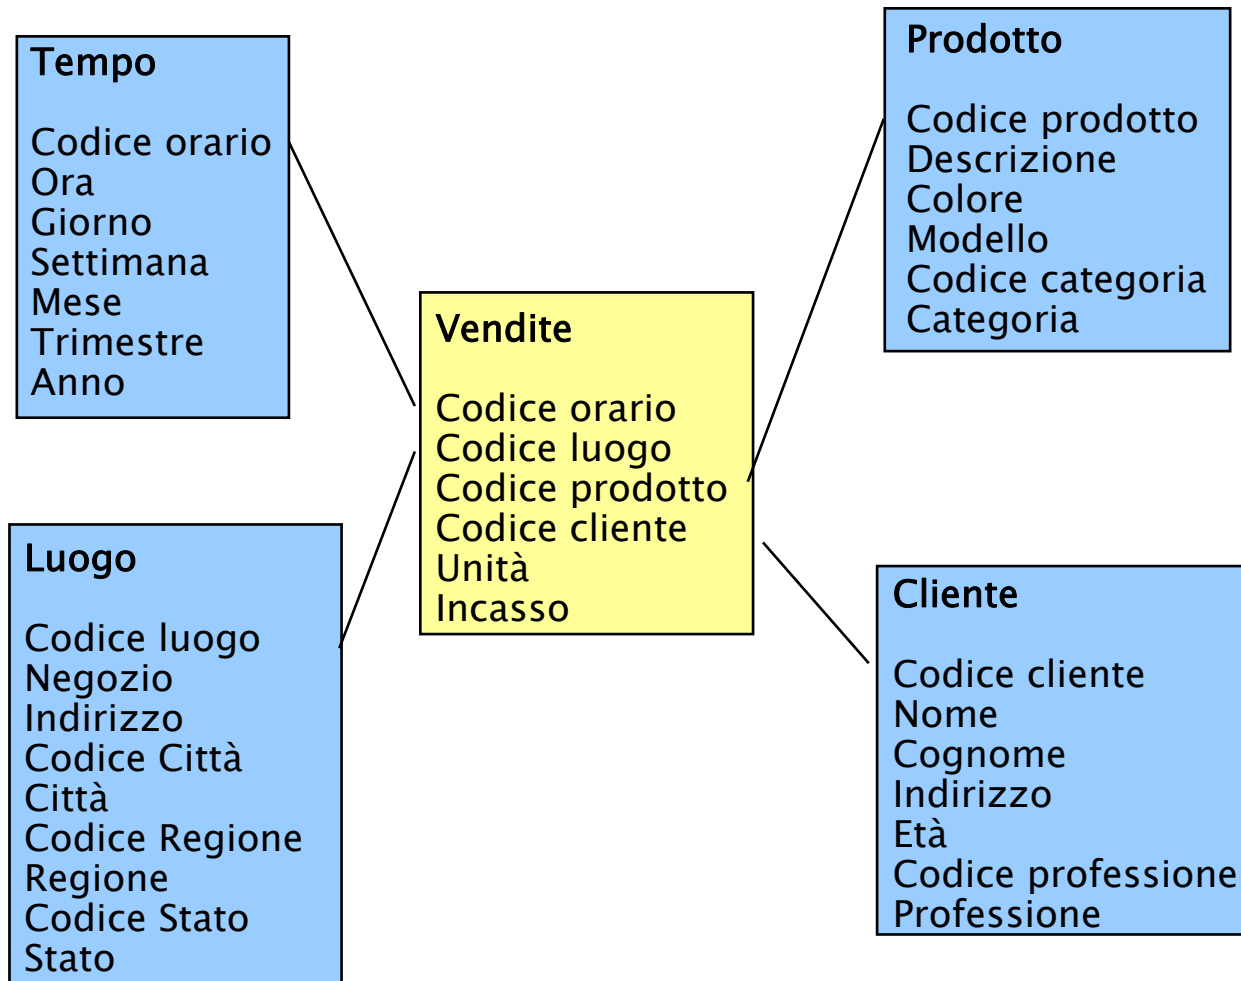 Tempo
Codice orario
Ora
Giorno
Settimana
Mese
Trimestre
Anno
Prodotto
Codice prodotto
Descrizione
Colore
Modello
Codice categoria
Categoria
Vendite
Codice orario
Codice luogo
Codice prodotto
Codice cliente
Unità
Incasso
Luogo
Codice luogo
Negozio
Indirizzo
Codice Città
Città
Codice Regione
Regione
Codice Stato
Stato
Cliente
Codice cliente
Nome
Cognome
Indirizzo
Età
Codice professione
Professione